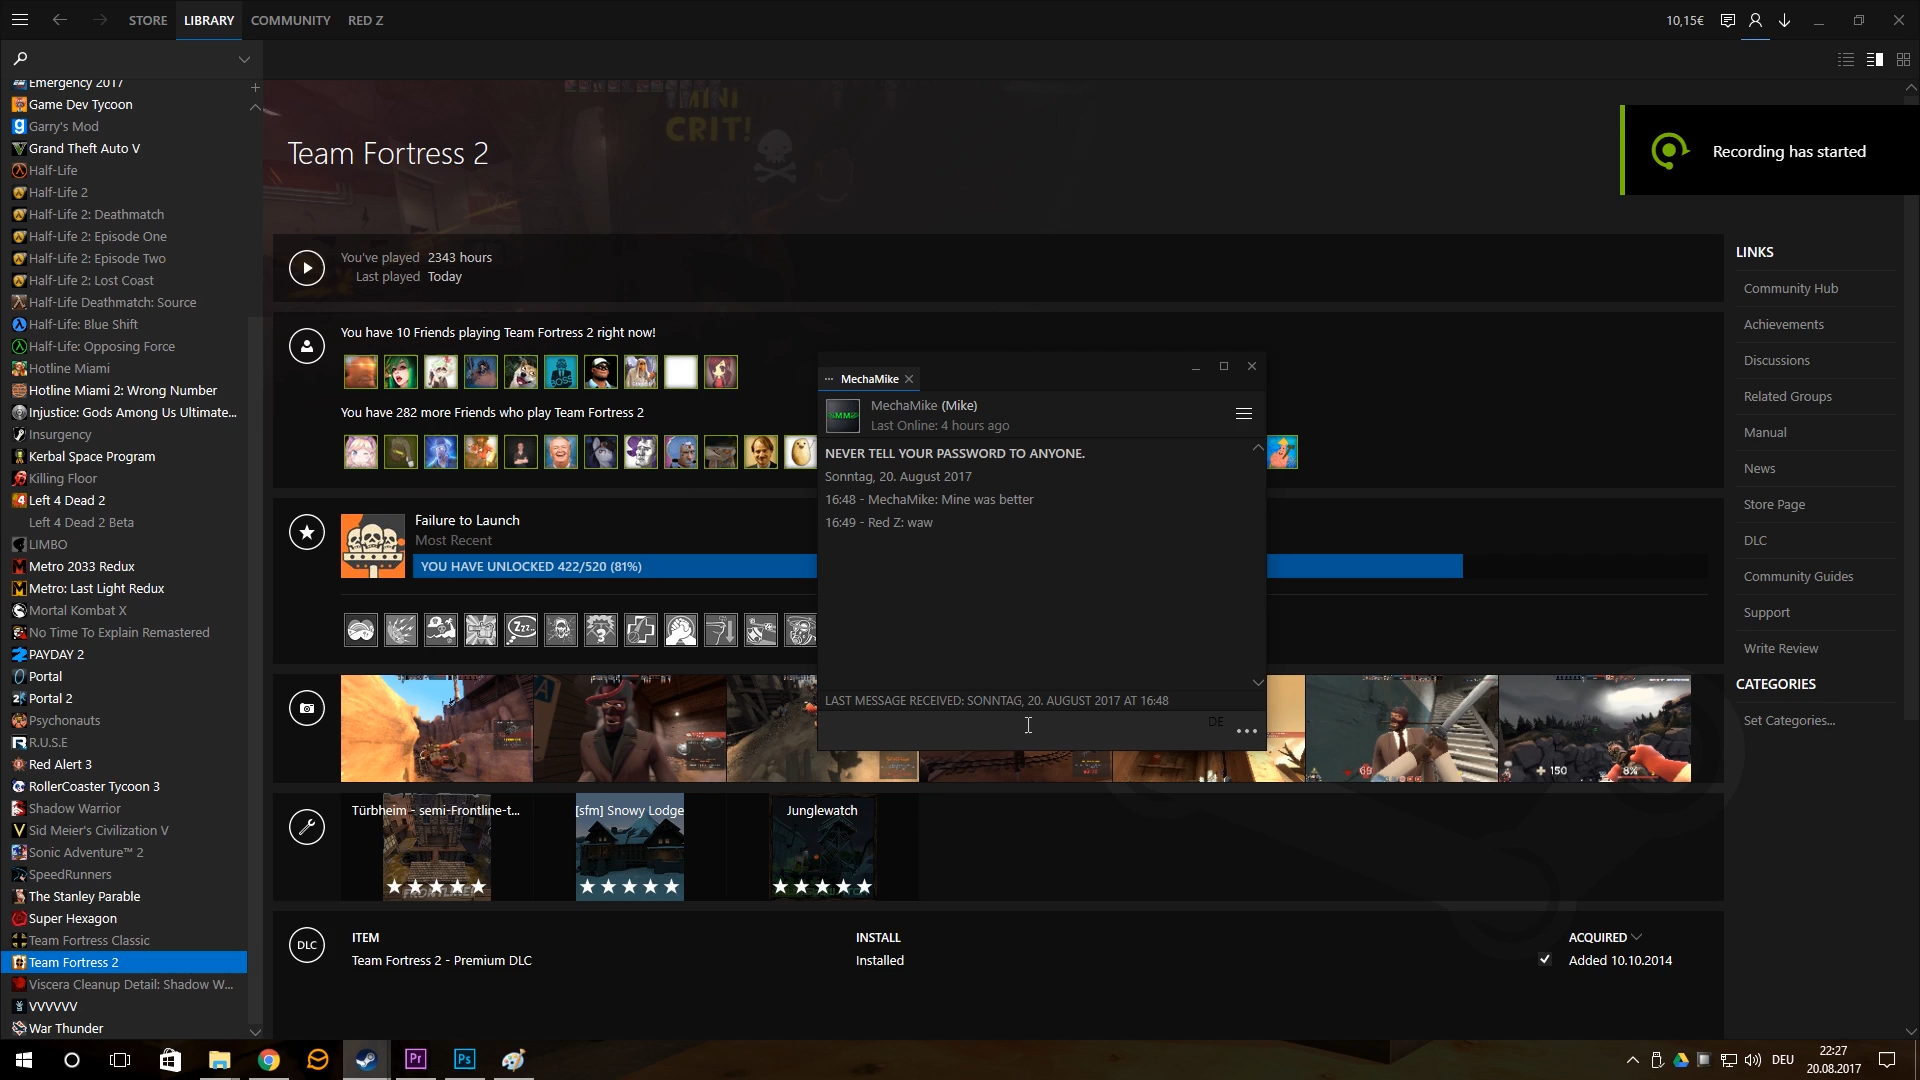 STORE LIBRARY COMMUNITY RED Z 10,15€
Emergency 2017
Game Dev Tycoon
Garry's Mod
Grand Theft Auto V
Half-Life
Half-Life 2
Half-Life 2: Deathmatch
Half-Life 2: Episode One
Half-Life 2: Episode Two
Half-Life 2: Lost Coast
Half-Life Deathmatch: Source
Half-Life: Blue Shift
Half-Life: Opposing Force
Hotline Miami
Hotline Miami 2: Wrong Number
Injustice: Gods Among Us Ultimate...
Insurgency
Kerbal Space Program
Killing Floor
Left 4 Dead 2
Left 4 Dead 2 Beta
LIMBO
Metro 2033 Redux
Metro: Last Light Redux
Mortal Kombat X
No Time To Explain Remastered
PAYDAY 2
Portal
Portal 2
Psychonauts
R.U.S.E
Red Alert 3
RollerCoaster Tycoon 3
Shadow Warrior
Sid Meier's Civilization V
Sonic Adventure™ 2
SpeedRunners
The Stanley Parable
Super Hexagon
Team Fortress Classic
Team Fortress 2
Viscera Cleanup Detail: Shadow W...
VVVVVV
War Thunder
MINI
CRIT!
Team Fortress 2
Recording has started
You've played 2343 hours
Last played Today
You have 10 Friends playing Team Fortress 2 right now!
You have 282 more Friends who play Team Fortress 2
Failure to Launch
Most Recent
YOU HAVE UNLOCKED 422/520 (81%)
MechaMike
MechaMike (Mike)
Last Online: 4 hours ago
NEVER TELL YOUR PASSWORD TO ANYONE.
Sonntag, 20. August 2017
16:48 - MechaMike: Mine was better
16:49 - Red Z: waw
LAST MESSAGE RECEIVED: SONNTAG, 20. AUGUST 2017 AT 16:48
DE
69
150
8%
Türbheim - semi-Frontline-t...
[sfm] Snowy Lodge
Junglewatch
DLC
ITEM INSTALL ACQUIRED
Team Fortress 2 - Premium DLC Installed Added 10.10.2014
LINKS
Community Hub
Achievements
Discussions
Related Groups
Manual
News
Store Page
DLC
Community Guides
Support
Write Review
CATEGORIES
Set Categories...
Pr
Ps
DEU
22:27
20.08.2017